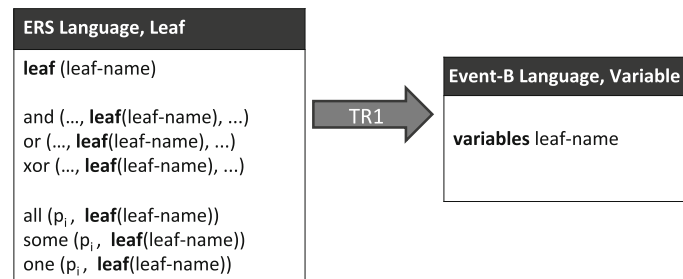 ERS Language, Leaf
leaf (leaf-name)
and (..., leaf(leaf-name), ...)
or (..., leaf(leaf-name), ...)
xor (..., leaf(leaf-name), ...)
all (pᵢ, leaf(leaf-name))
some (pᵢ, leaf(leaf-name))
one (pᵢ, leaf(leaf-name))
TR1
Event-B Language, Variable
variables leaf-name